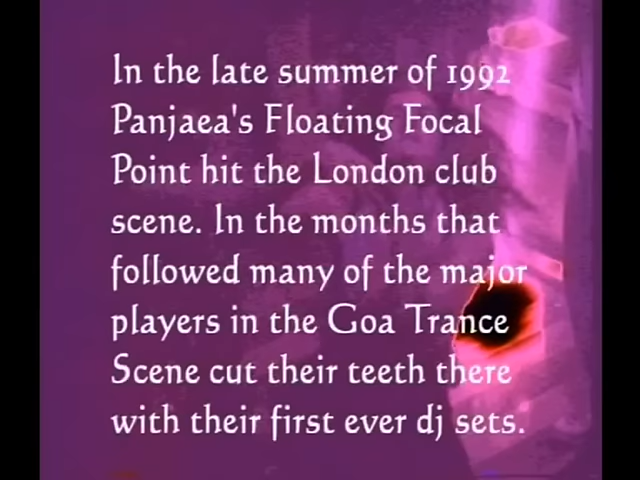 In the late summer of 1992
Panjaea's Floating Focal
Point hit the London club
scene. In the months that
followed many of the major
players in the Goa Trance
Scene cut their teeth there
with their first ever dj sets.